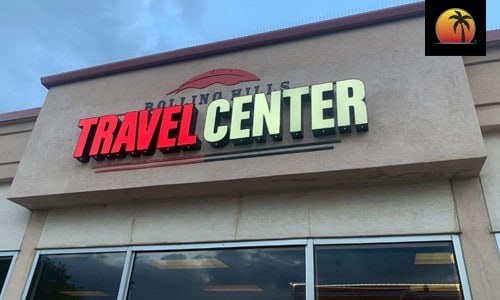 ROLLING HILLS
TRAVEL CENTER